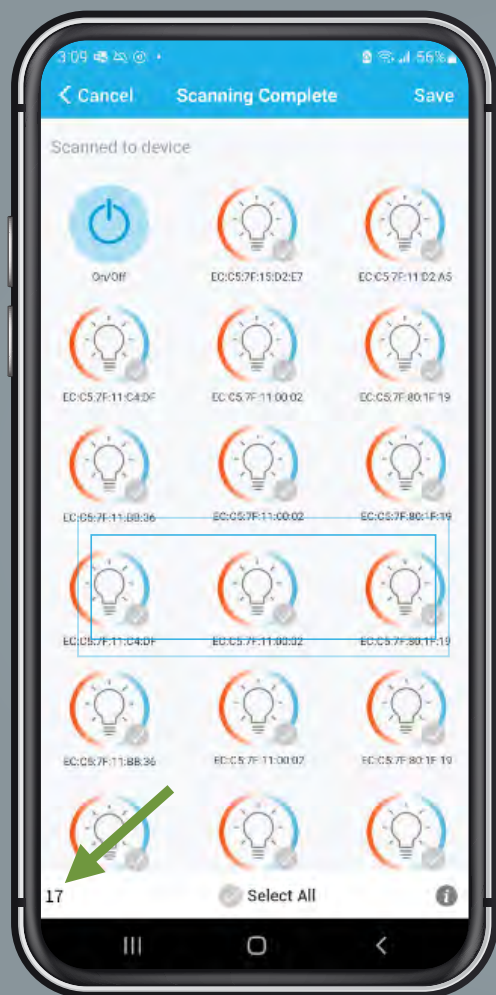 3:09
56%
Cancel Scanning Complete Save
Scanned to device
On/Off EC:C5:7F:15:D2:E7 EC:C5:7F:11:D2:A5
EC:C5:7F:11:C4:DF EC:C5:7F:11:00:02 EC:C5:7F:80:1F:19
EC:C5:7F:11:BB:36 EC:C5:7F:11:00:02 EC:C5:7F:80:1F:19
EC:C5:7F:11:C4:DF EC:C5:7F:11:00:02 EC:C5:7F:80:1F:19
EC:C5:7F:11:BB:36 EC:C5:7F:11:00:02 EC:C5:7F:80:1F:19
17 Select All